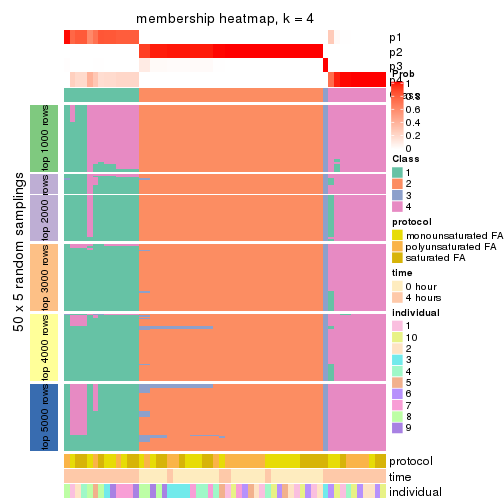 membership heatmap, k = 4
p1
p2
p3
p4
Prob
1
0.8
0.6
0.4
0.2
0
Class
1
2
3
4
protocol
monounsaturated FA
polyunsaturated FA
saturated FA
time
0 hour
4 hours
individual
1
10
2
3
4
5
6
7
8
9
50 x 5 random samplings
top 1000 rows
top 2000 rows
top 3000 rows
top 4000 rows
top 5000 rows
protocol
time
individual